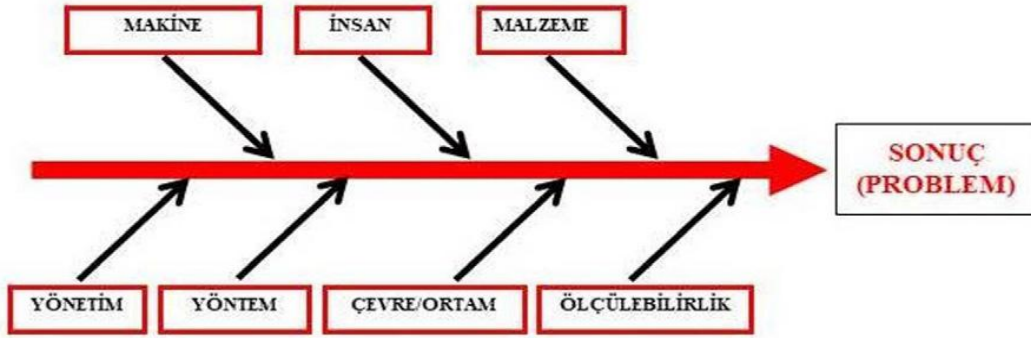 MAKİNE
İNSAN
MALZEME
SONUÇ
(PROBLEM)
YÖNETİM
YÖNTEM
ÇEVRE/ORTAM
ÖLÇÜLEBİLİRLİK